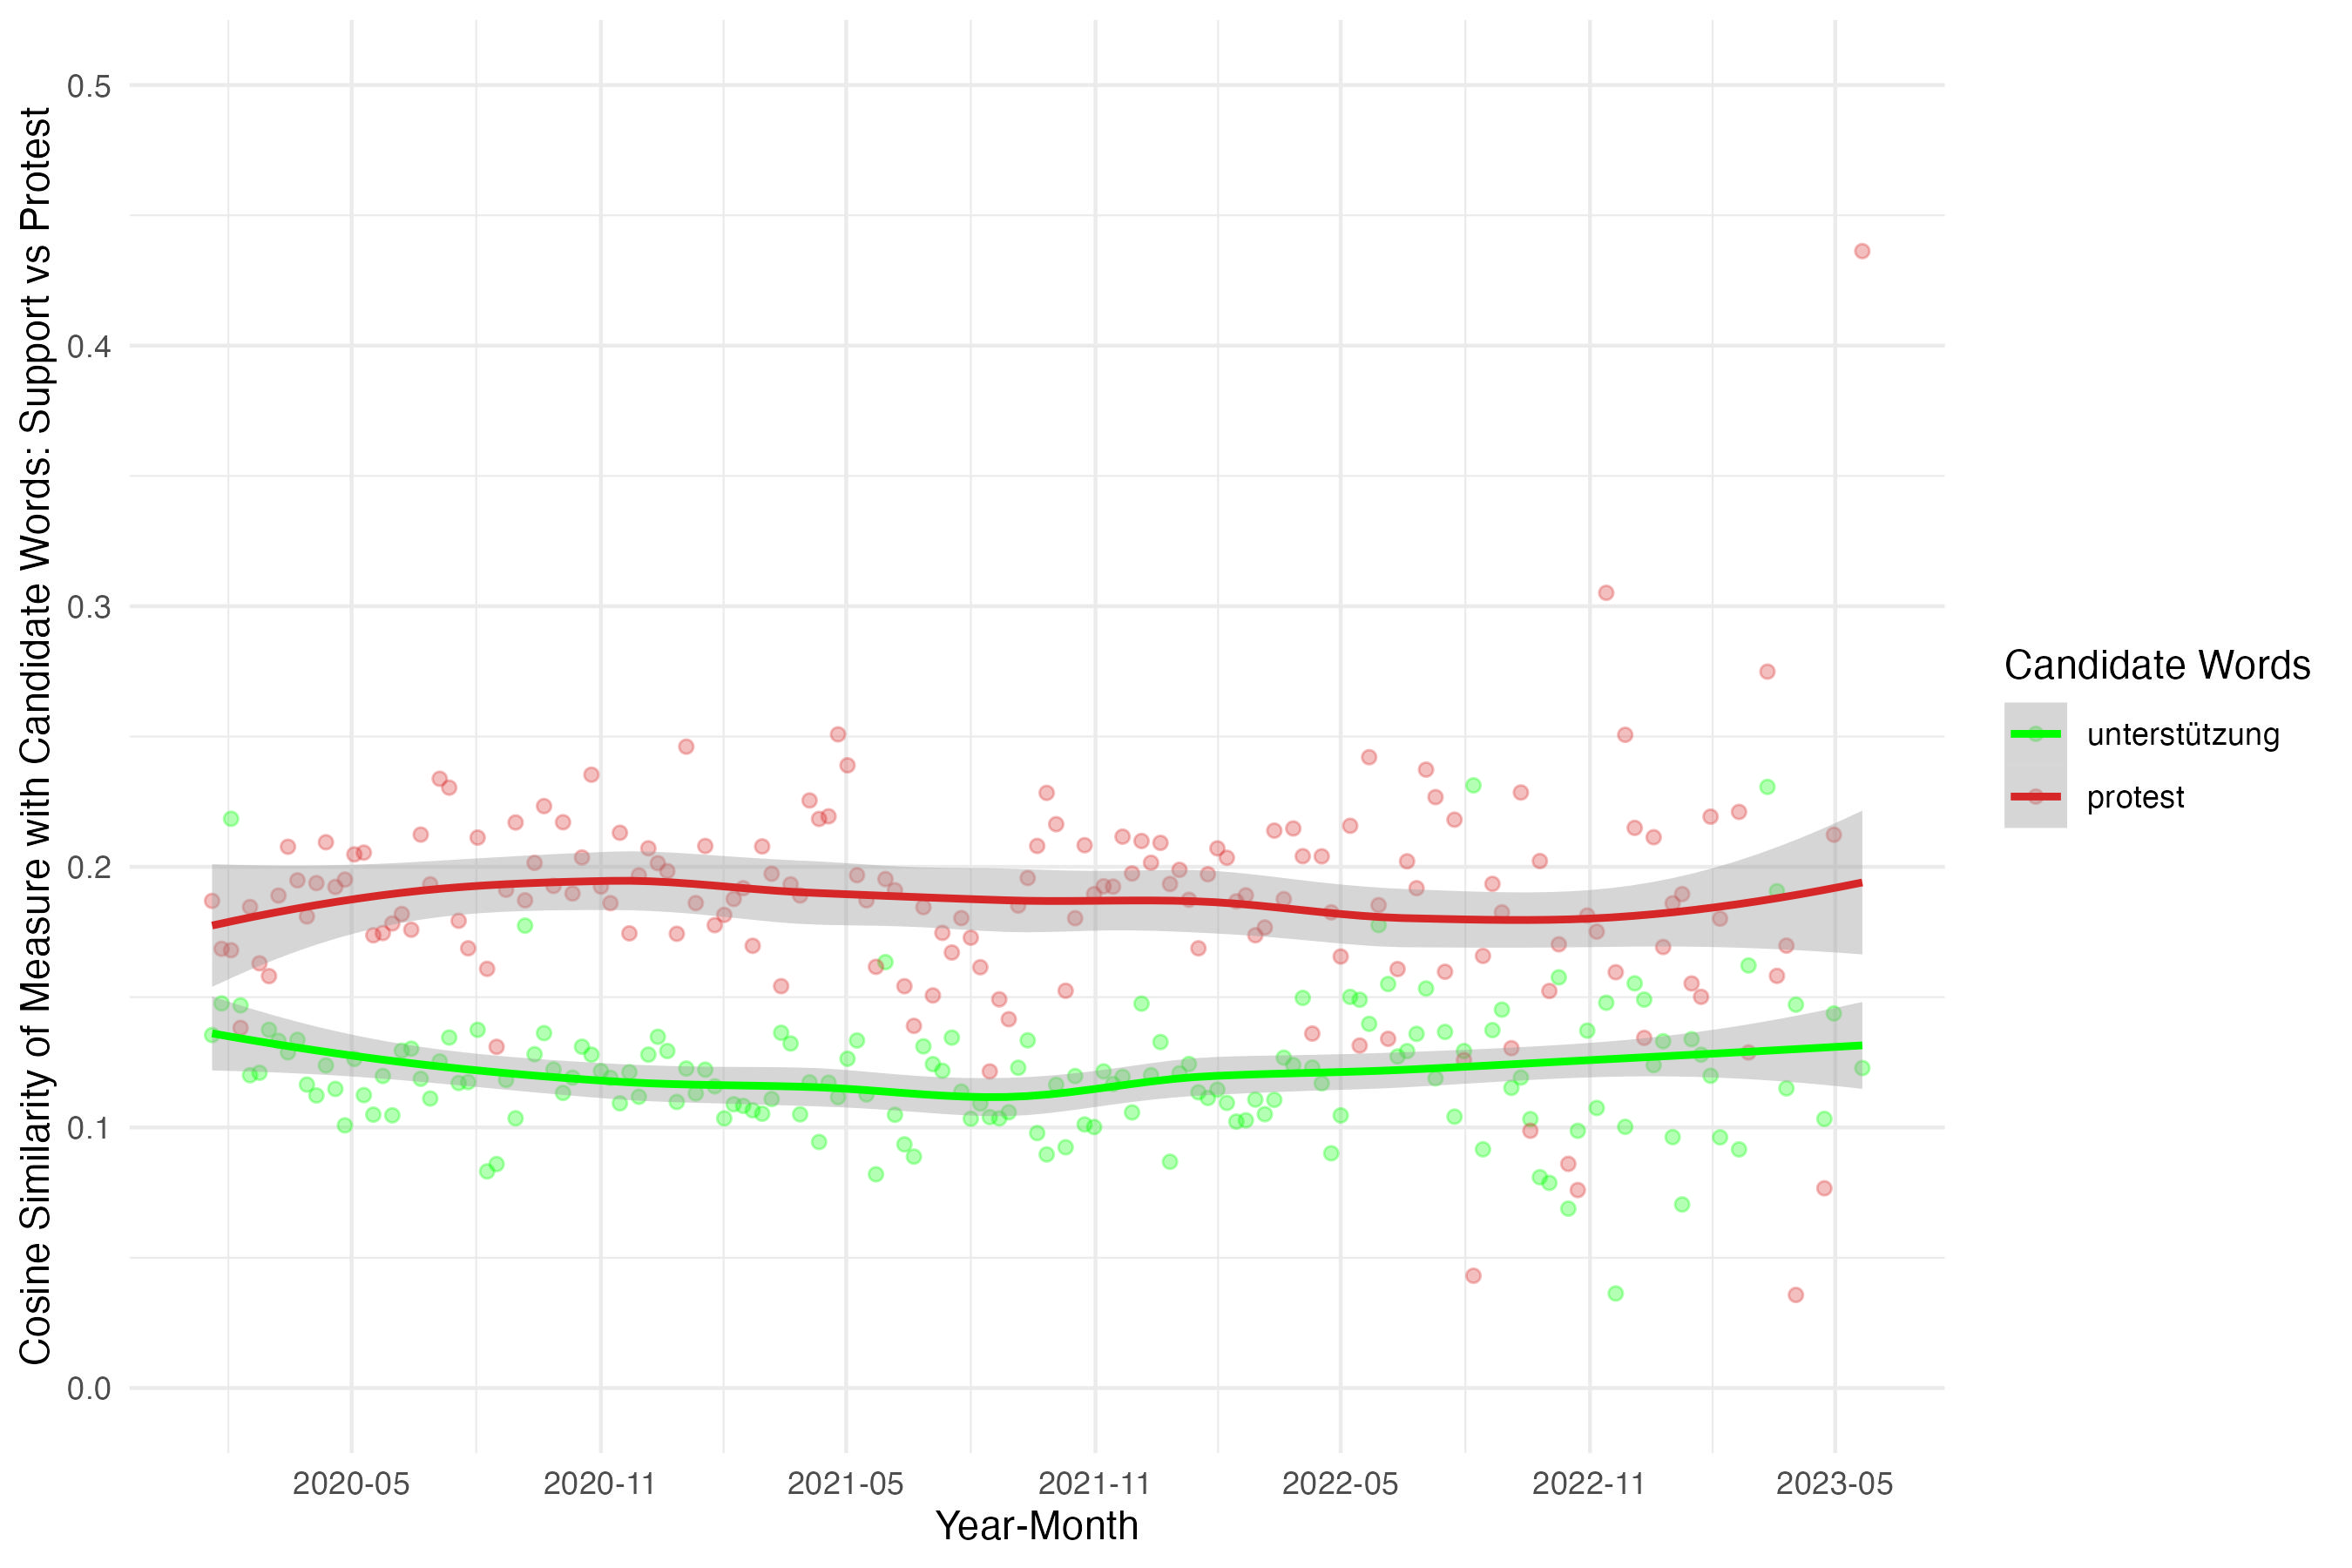 Cosine Similarity of Measure with Candidate Words: Support vs Protest
0.5
0.4
0.3
0.2
0.1
0.0
2020-05 2020-11 2021-05 2021-11 2022-05 2022-11 2023-05
Year-Month
Candidate Words
unterstützung
protest